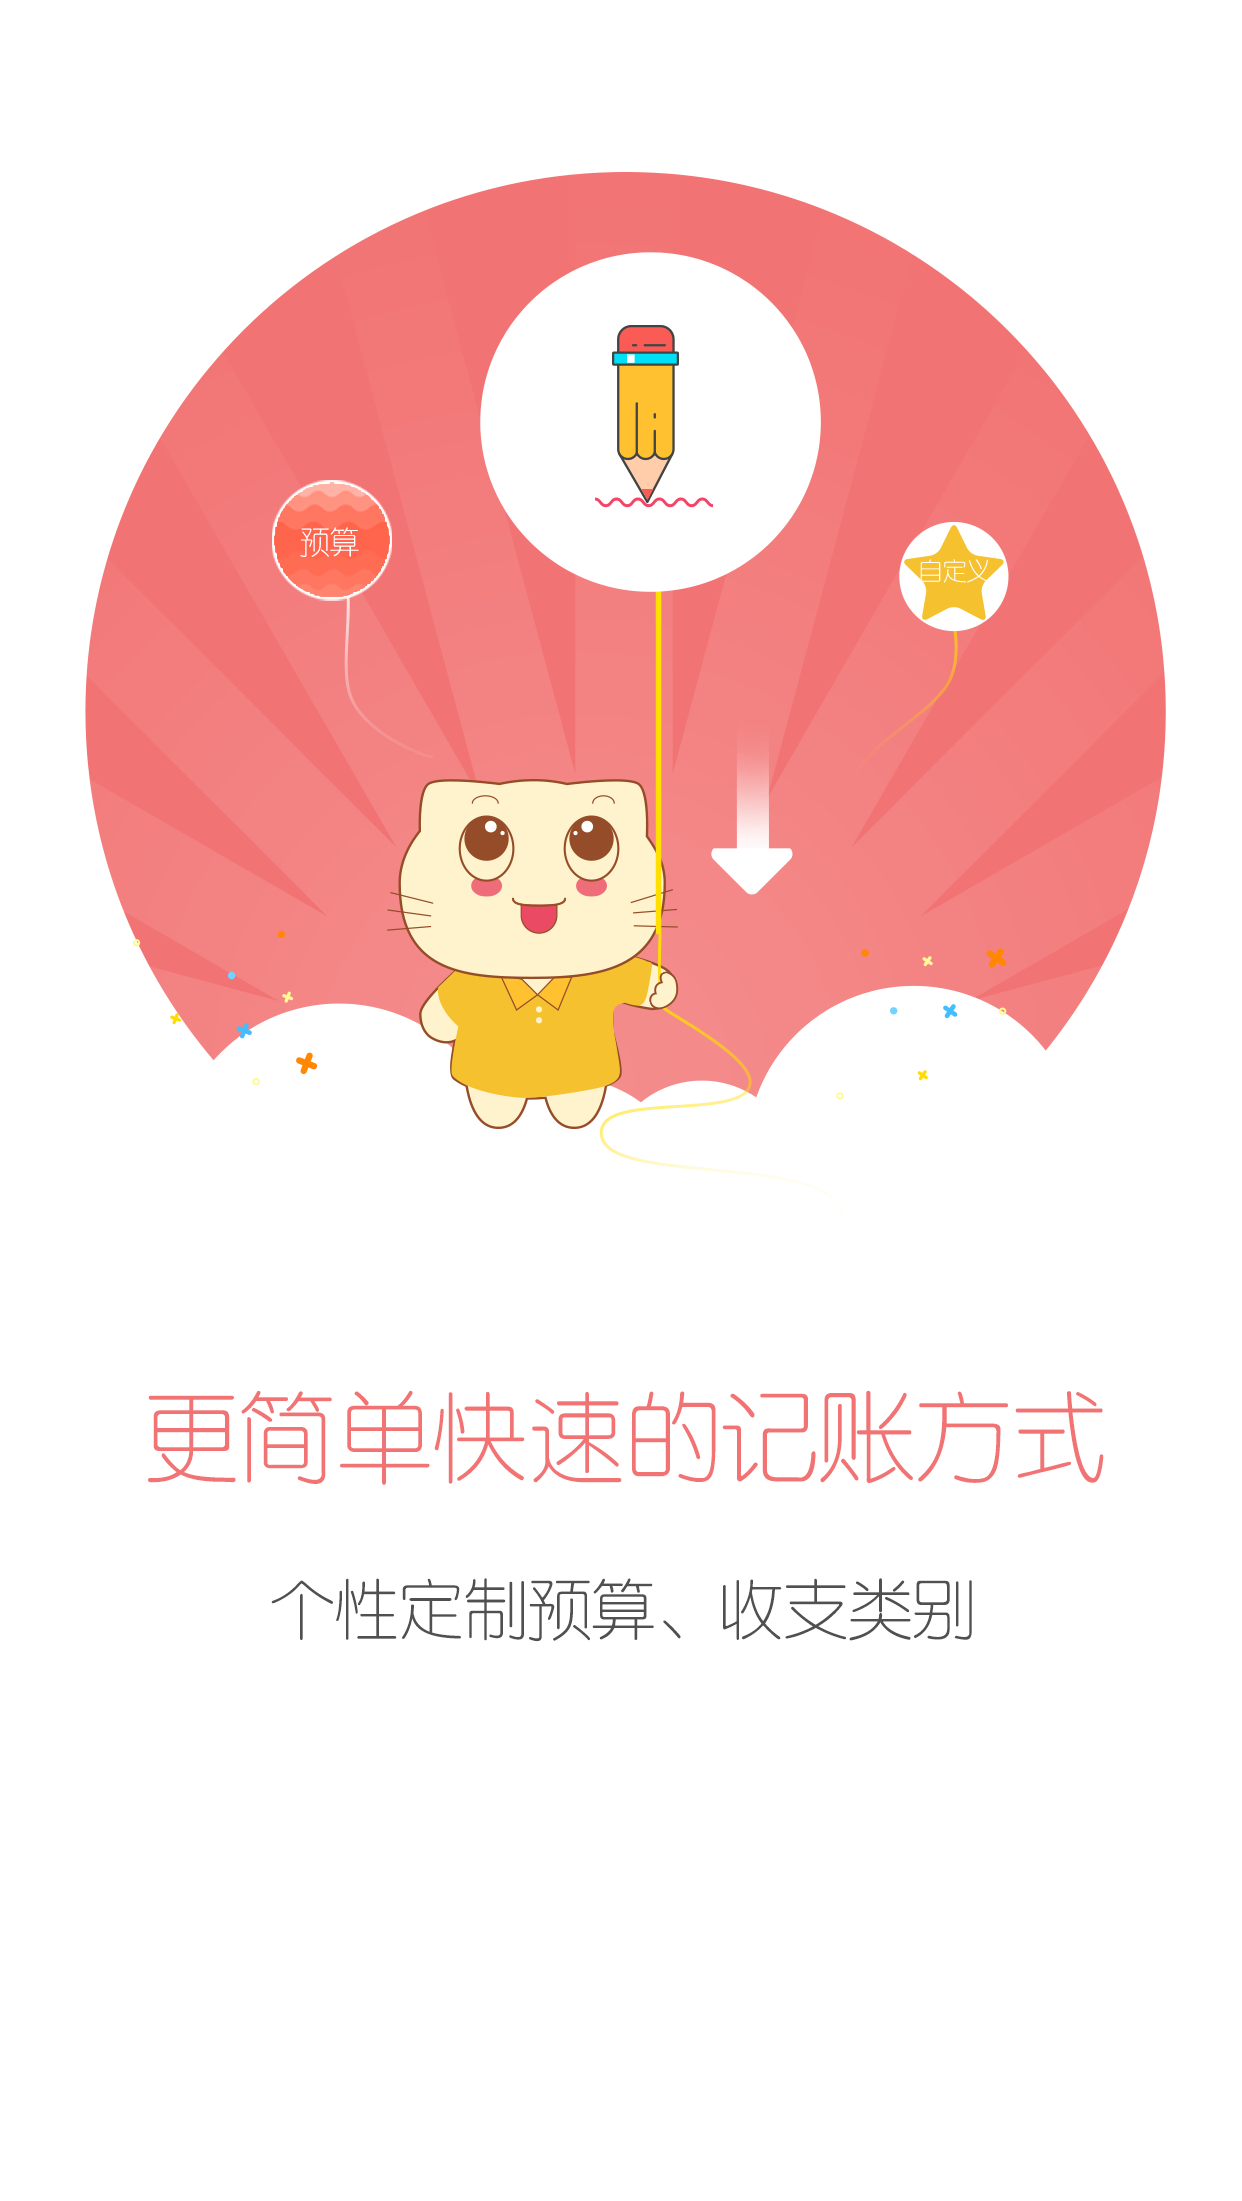 预算
自定义
更简单快速的记账方式
个性定制预算、收支类别